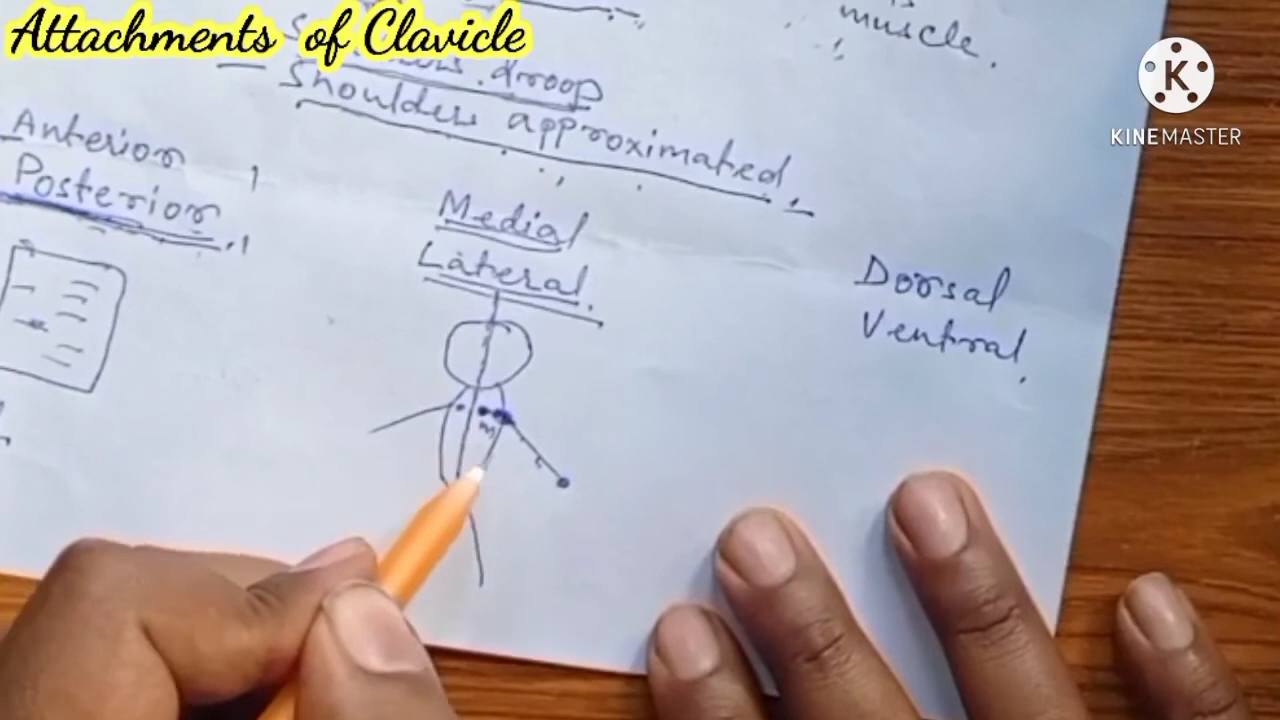 Attachments of Clavicle
muscle.
droop
Shoulders approximated.
KINEMASTER
Anterior
Posterior
Medial
Lateral.
Dorsal
Ventral
m